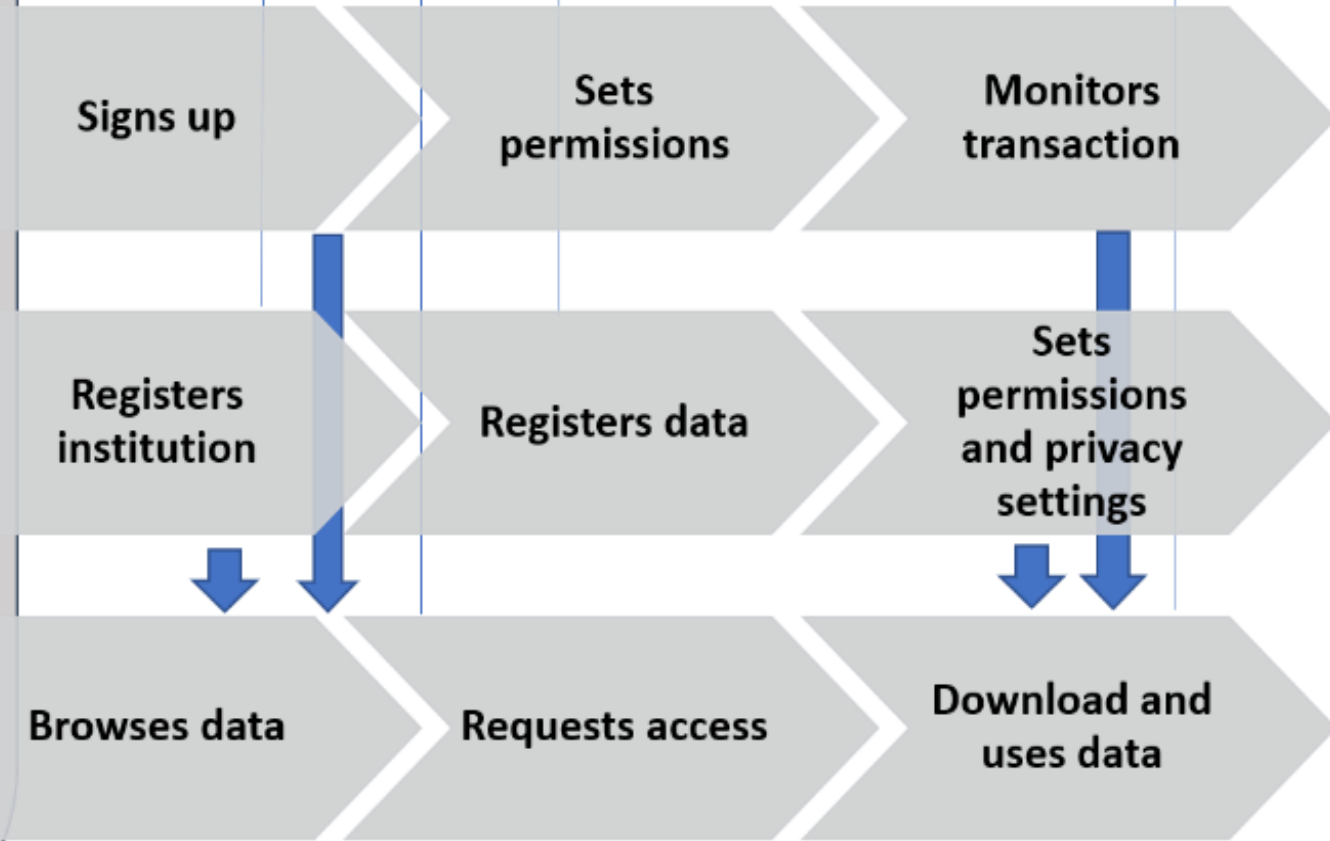 Signs up
Sets
permissions
Monitors
transaction
Registers
institution
Registers data
Sets
permissions
and privacy
settings
Browses data
Requests access
Download and
uses data